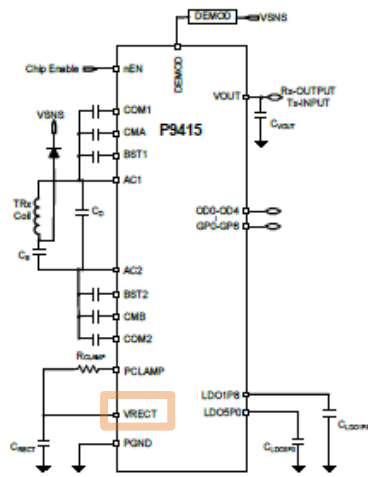 DEMOD
VSNS
Chip Enable
nEN
DEMOD
VOUT
Rx-OUTPUT
Tx-INPUT
CVOUT
VSNS
COM1
CMA
P9415
BST1
AC1
TRx
Coil
CD
OD0-OD4
GP0-GP6
CS
AC2
BST2
CMB
COM2
RCLAMP
PCLAMP
LDO1P8
VRECT
LDO5P0
CRECT
PGND
CLDO5P0
CLDO1P8